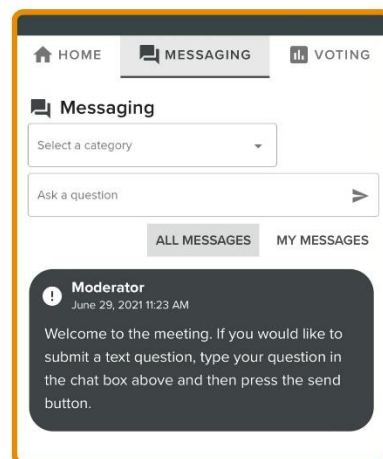 HOME MESSAGING VOTING
Messaging
Select a category
Ask a question
ALL MESSAGES MY MESSAGES
Moderator
June 29, 2021 11:23 AM
Welcome to the meeting. If you would like to
submit a text question, type your question in
the chat box above and then press the send
button.